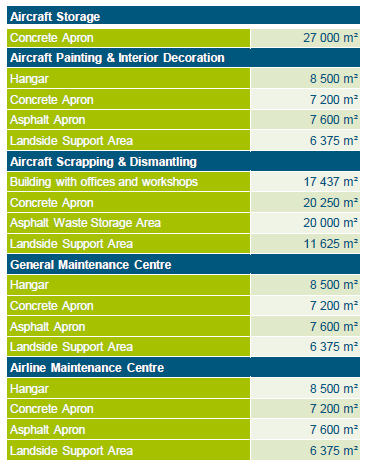 Aircraft Storage
Concrete Apron 27 000 m²
Aircraft Painting & Interior Decoration
Hangar 8 500 m²
Concrete Apron 7 200 m²
Asphalt Apron 7 600 m²
Landside Support Area 6 375 m²
Aircraft Scrapping & Dismantling
Building with offices and workshops 17 437 m²
Concrete Apron 20 250 m²
Asphalt Waste Storage Area 20 000 m²
Landside Support Area 11 625 m²
General Maintenance Centre
Hangar 8 500 m²
Concrete Apron 7 200 m²
Asphalt Apron 7 600 m²
Landside Support Area 6 375 m²
Airline Maintenance Centre
Hangar 8 500 m²
Concrete Apron 7 200 m²
Asphalt Apron 7 600 m²
Landside Support Area 6 375 m²